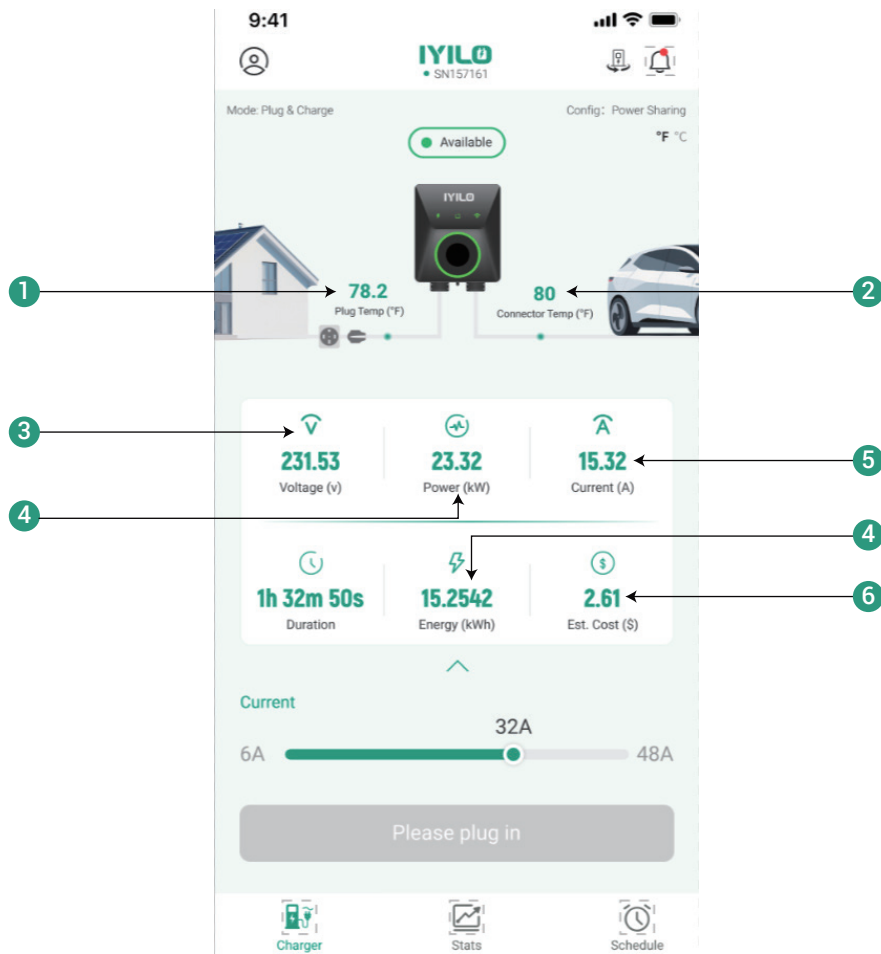 9:41
IYILO
SN157161
Mode: Plug & Charge
Config: Power Sharing
Available
°F °C
IYILO
1
78.2
Plug Temp (°F)
80
Connector Temp (°F)
2
3
V
A
231.53
23.32
15.32
5
Voltage (v)
Power (kW)
Current (A)
4
4
$
1h 32m 50s
15.2542
2.61
6
Duration
Energy (kWh)
Est. Cost ($)
Current
32A
6A
48A
Please plug in
Charger
Stats
Schedule